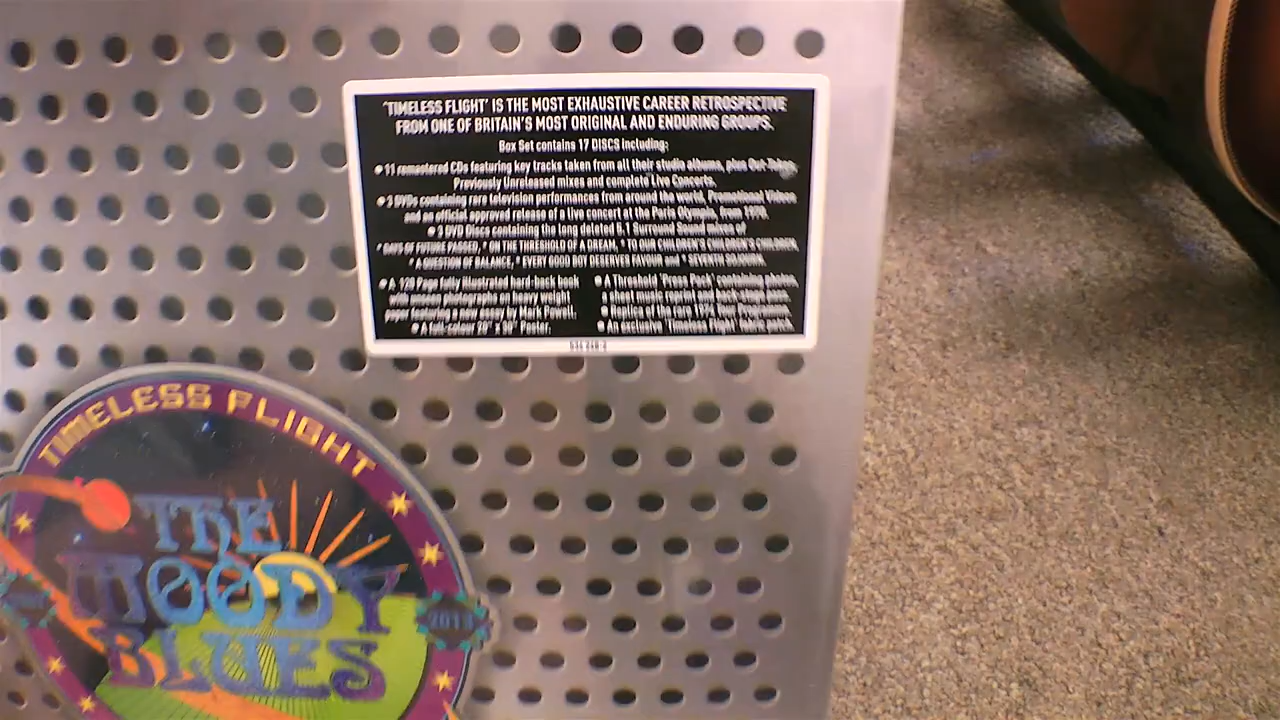 'TIMELESS FLIGHT' IS THE MOST EXHAUSTIVE CAREER RETROSPECTIVE
FROM ONE OF BRITAIN'S MOST ORIGINAL AND ENDURING GROUPS.
Box Set contains 17 DISCS including:
• 11 remastered CDs featuring key tracks taken from all their studio albums, plus Out-Takes,
Previously Unreleased mixes and complete Live Concerts.
• 3 DVDs containing rare television performances from around the world, Promotional Videos
and an official approved release of a live concert at the Paris Olympia, from 1970.
• 3 DVD Discs containing the long deleted 5.1 Surround Sound mixes of
* DAYS OF FUTURE PASSED, * ON THE THRESHOLD OF A DREAM, * TO OUR CHILDREN'S CHILDREN'S CHILDREN,
* A QUESTION OF BALANCE, * EVERY GOOD BOY DESERVES FAVOUR and * SEVENTH SOJOURN.
• A 120 Page fully illustrated hard-back book
with unseen photographs on heavy weight
paper featuring a new essay by Mark Powell.
• A full-colour 20" x 30" Poster.
• A Threshold 'Press Pack' containing photos,
a sheet music reprint and
• Replica of the rare 1970
• An exclusive 'Timeless Flight'
TIMELESS FLIGHT
THE
MOODY
BLUES
2013